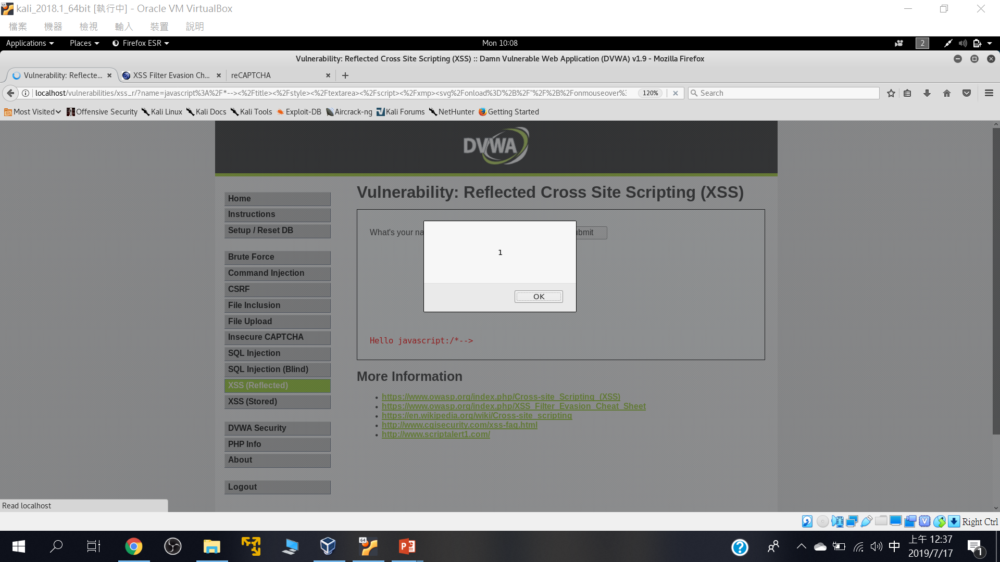 kali_2018.1_64bit [執行中] - Oracle VM VirtualBox
檔案 機器 檢視 輸入 裝置 說明
Applications Places Firefox ESR Mon 10:08 2
Vulnerability: Reflected Cross Site Scripting (XSS) :: Damn Vulnerable Web Application (DVWA) v1.9 - Mozilla Firefox
Vulnerability: Reflecte... XSS Filter Evasion Ch... reCAPTCHA
localhost/vulnerabilities/xss_r/?name=javascript%3A%2F*--><%2Ftitle><%2Fstyle><%2Ftextarea><%2Fscript><%2Fxmp><svg%2Fonload%3D'%2B%2F"%2F%2B%2Fonmouseover% 120% Search
Most Visited Offensive Security Kali Linux Kali Docs Kali Tools Exploit-DB Aircrack-ng Kali Forums NetHunter Getting Started
DVWA
Home
Instructions
Setup / Reset DB
Brute Force
Command Injection
CSRF
File Inclusion
File Upload
Insecure CAPTCHA
SQL Injection
SQL Injection (Blind)
XSS (Reflected)
XSS (Stored)
DVWA Security
PHP Info
About
Logout
Vulnerability: Reflected Cross Site Scripting (XSS)
What's your na
bmit
1
OK
Hello javascript:/*-->
More Information
https://www.owasp.org/index.php/Cross-site_Scripting_(XSS)
https://www.owasp.org/index.php/XSS_Filter_Evasion_Cheat_Sheet
https://en.wikipedia.org/wiki/Cross-site_scripting
http://www.cgisecurity.com/xss-faq.html
http://www.scriptalert1.com/
Read localhost
Right Ctrl
中 上午 12:37
2019/7/17
1